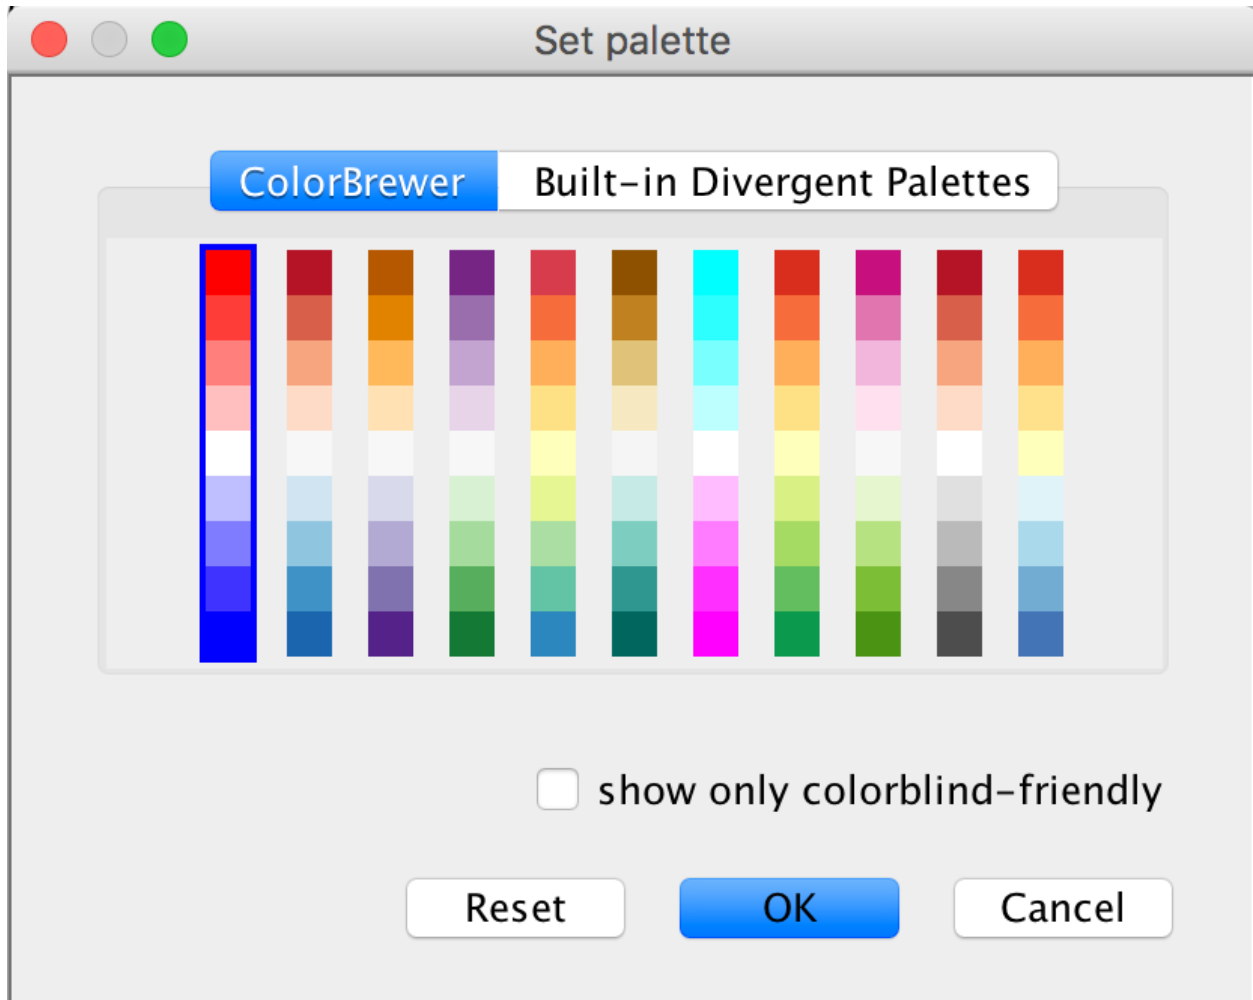 Set palette
ColorBrewer
Built-in Divergent Palettes
show only colorblind-friendly
Reset
OK
Cancel